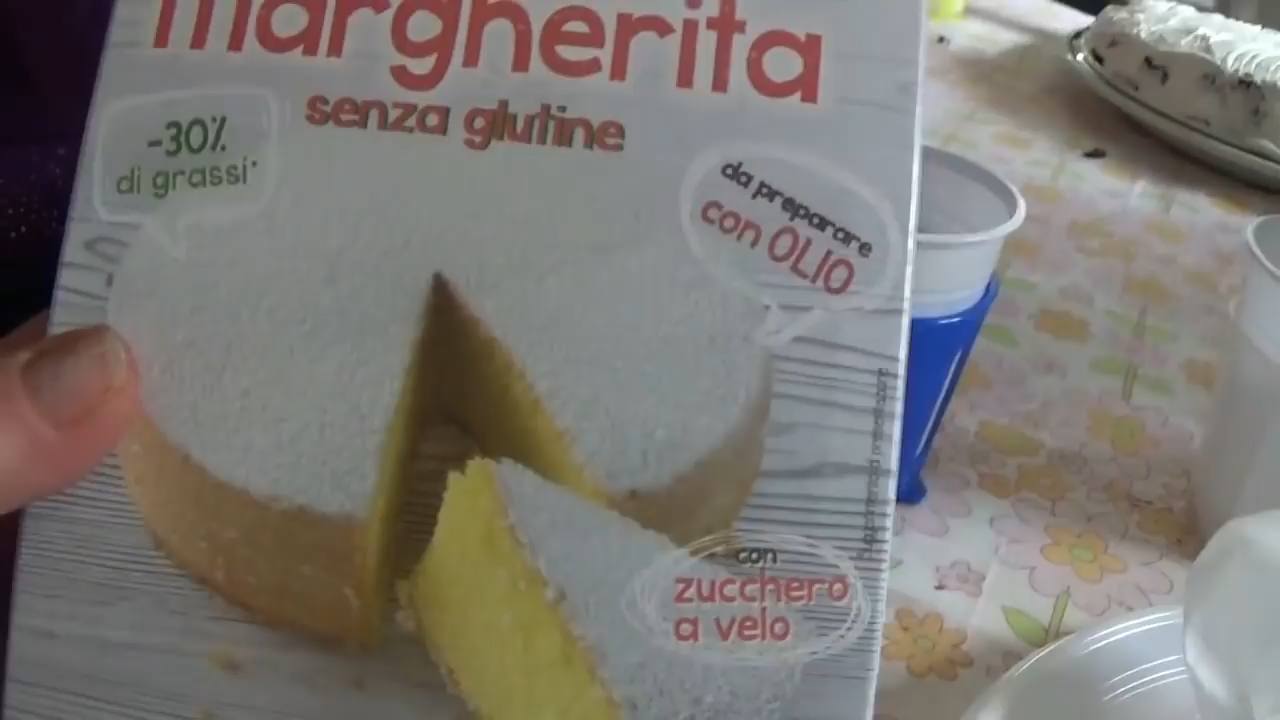 margherita
senza glutine
-30%
di grassi*
da preparare
con OLIO
con
zucchero
a velo